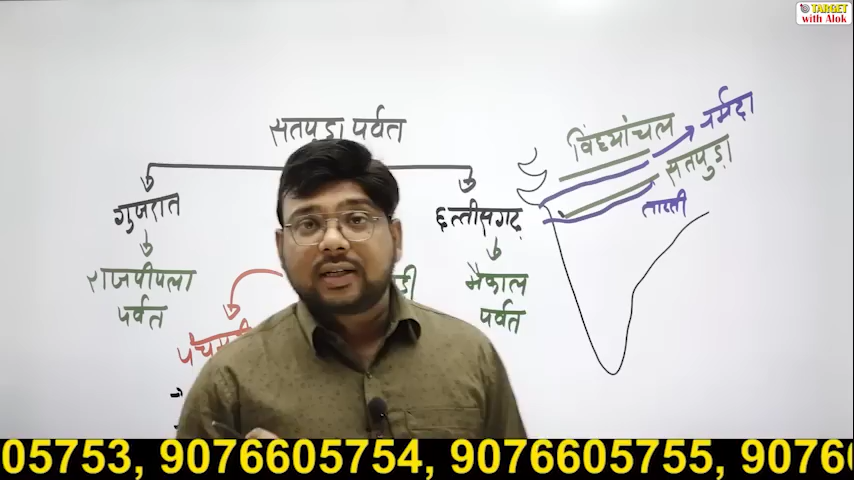 TARGET
with Alok
सतपुड़ा पर्वत
गुजरात
राजपीपला
पर्वत
छत्तीसगढ़
मैकाल
पर्वत
विंध्यांचल
नर्मदा
सतपुड़ा
ताप्ती
05753, 9076605754, 9076605755, 90766